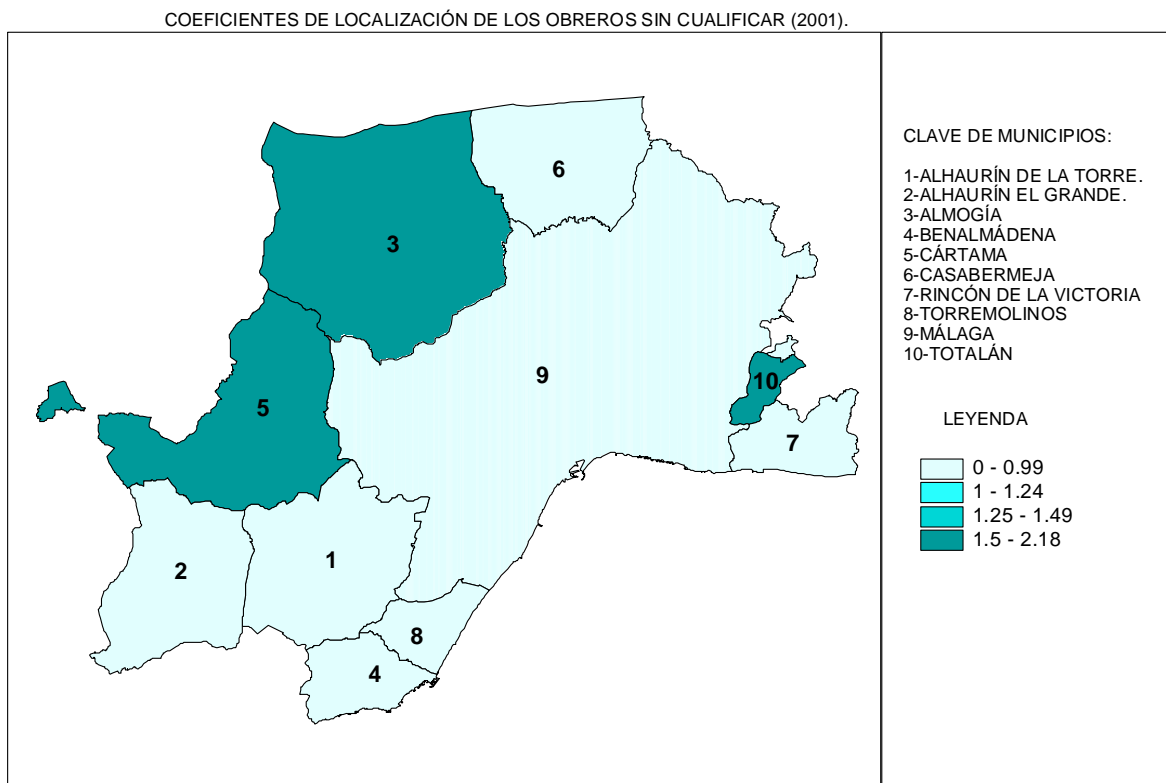 COEFICIENTES DE LOCALIZACIÓN DE LOS OBREROS SIN CUALIFICAR (2001).
6
3
9
10
5
7
2
1
8
4
CLAVE DE MUNICIPIOS:
1-ALHAURÍN DE LA TORRE.
2-ALHAURÍN EL GRANDE.
3-ALMOGÍA
4-BENALMÁDENA
5-CÁRTAMA
6-CASABERMEJA
7-RINCÓN DE LA VICTORIA
8-TORREMOLINOS
9-MÁLAGA
10-TOTALÁN
LEYENDA
0 - 0.99
1 - 1.24
1.25 - 1.49
1.5 - 2.18